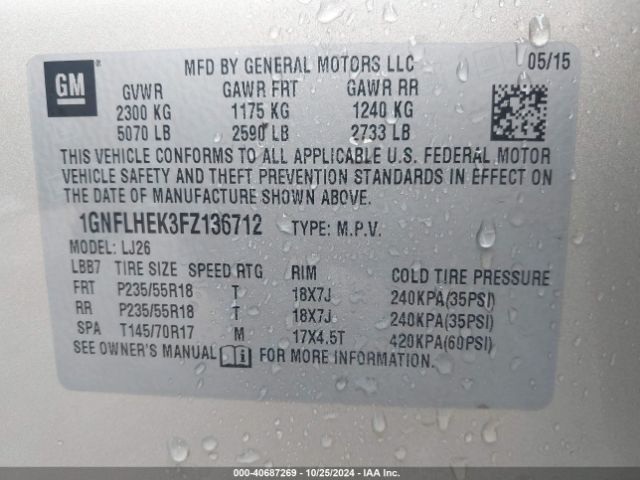 GM
MFD BY GENERAL MOTORS LLC 05/15
GVWR GAWR FRT GAWR RR
2300 KG 1175 KG 1240 KG
5070 LB 2590 LB 2733 LB
THIS VEHICLE CONFORMS TO ALL APPLICABLE U.S. FEDERAL MOTOR
VEHICLE SAFETY AND THEFT PREVENTION STANDARDS IN EFFECT ON
THE DATE OF MANUFACTURE SHOWN ABOVE.
1GNFLHEK3FZ136712 TYPE: M.P.V.
MODEL: LJ26
LBB7 TIRE SIZE SPEED RTG RIM COLD TIRE PRESSURE
FRT P235/55R18 T 18X7J 240KPA(35PSI)
RR P235/55R18 T 18X7J 240KPA(35PSI)
SPA T145/70R17 M 17X4.5T 420KPA(60PSI)
SEE OWNER'S MANUAL FOR MORE INFORMATION.
000-40687269 - 10/25/2024 - IAA Inc.